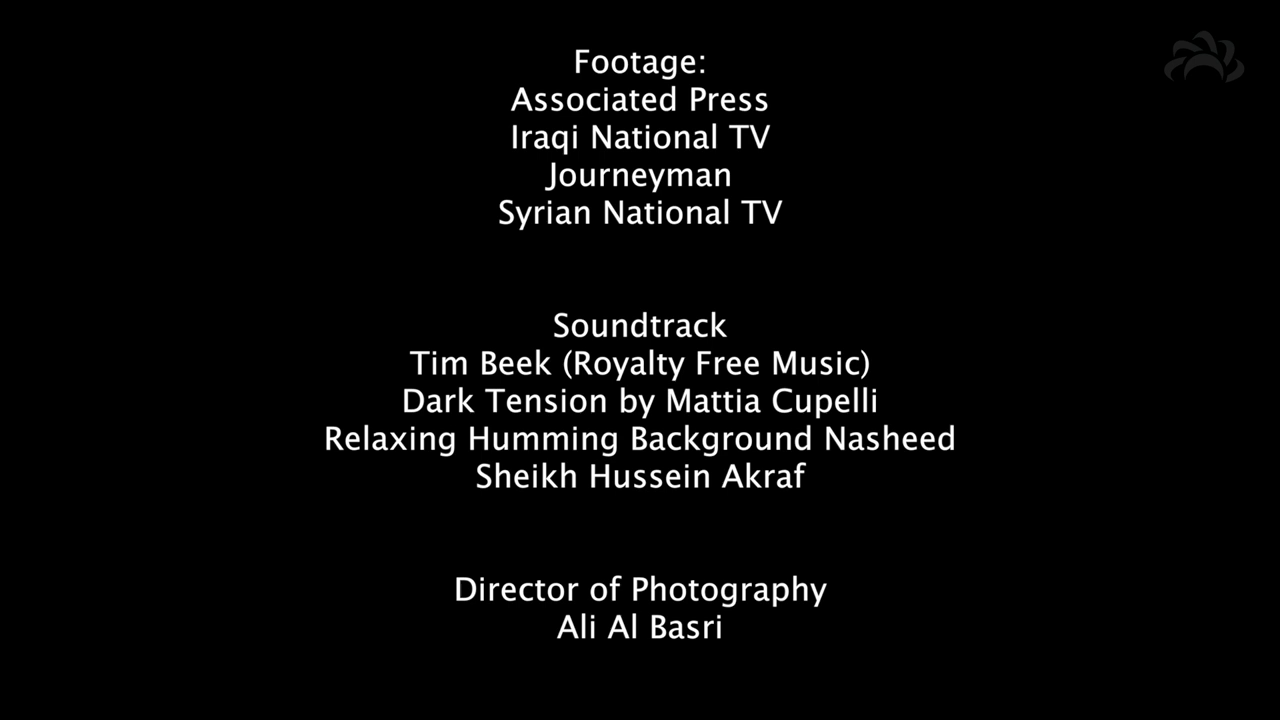 Footage:
Associated Press
Iraqi National TV
Journeyman
Syrian National TV
Soundtrack
Tim Beek (Royalty Free Music)
Dark Tension by Mattia Cupelli
Relaxing Humming Background Nasheed
Sheikh Hussein Akraf
Director of Photography
Ali Al Basri